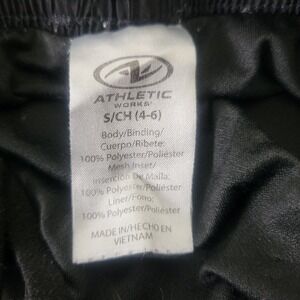 ATHLETIC
WORKS
S/CH (4-6)
Body/Binding/
Cuerpo/Ribete:
100% Polyester/Poliéster
Mesh Insert/
Inserción De Malla:
100% Polyester/Poliéster
Liner/Forro:
100% Polyester/Poliéster
MADE IN/HECHO EN
VIETNAM